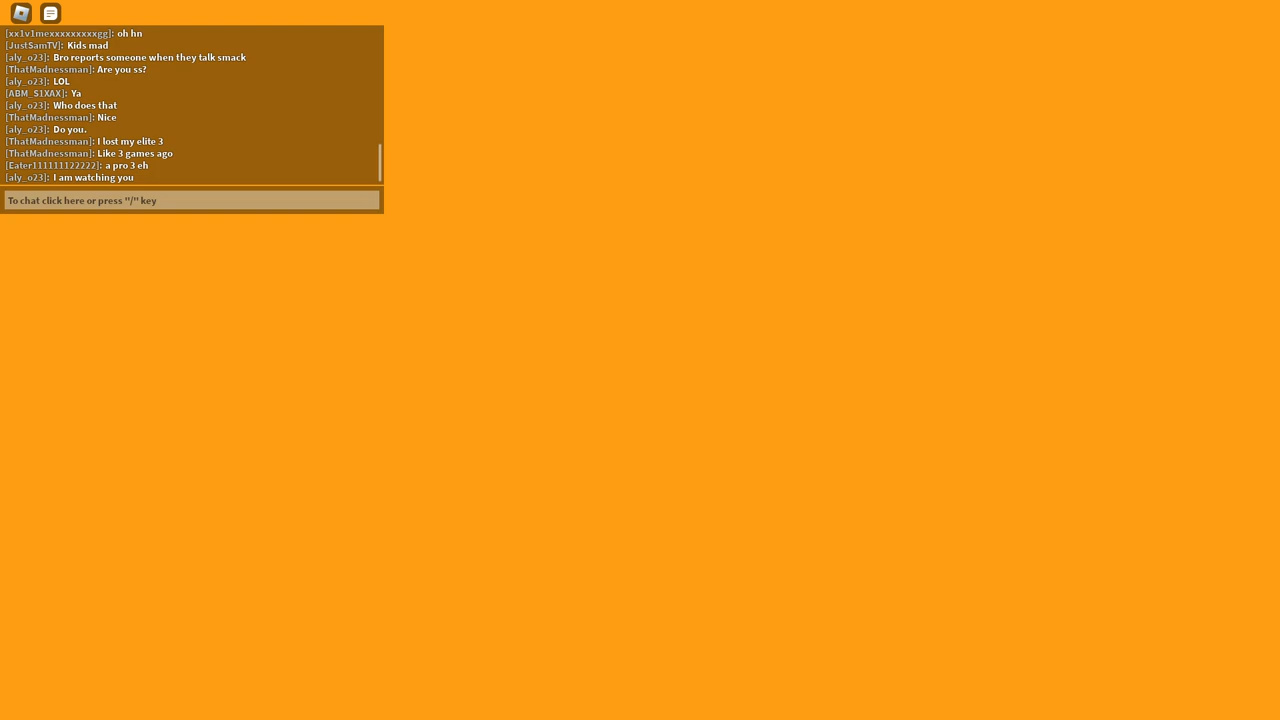 [xx1v1mexxxxxxxxxgg]: oh hn
[JustSamTV]: Kids mad
[aly_o23]: Bro reports someone when they talk smack
[ThatMadnessman]: Are you ss?
[aly_o23]: LOL
[ABM_S1XAX]: Ya
[aly_o23]: Who does that
[ThatMadnessman]: Nice
[aly_o23]: Do you.
[ThatMadnessman]: I lost my elite 3
[ThatMadnessman]: Like 3 games ago
[Eater111111122222]: a pro 3 eh
[aly_o23]: I am watching you
To chat click here or press "/" key